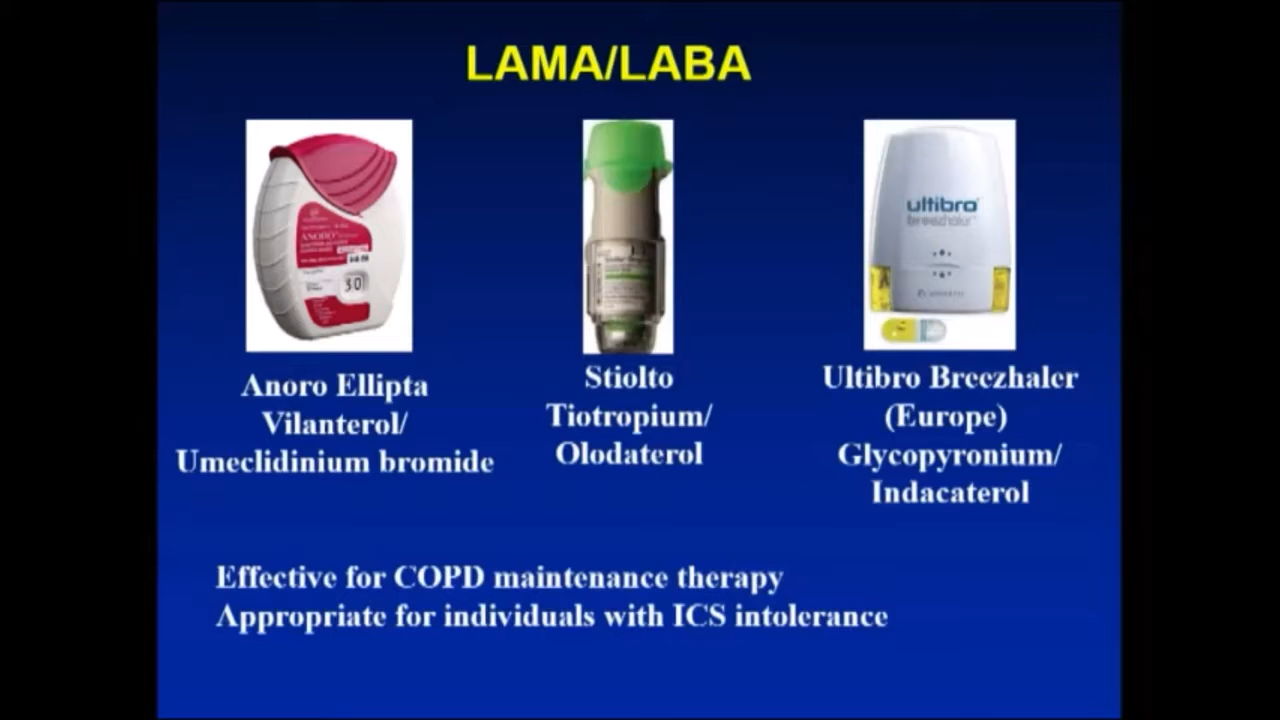 LAMA/LABA
ANORO
30
ultibro
breezhaler
Anoro Ellipta
Vilanterol/
Umeclidinium bromide
Stiolto
Tiotropium/
Olodaterol
Ultibro Breezhaler
(Europe)
Glycopyronium/
Indacaterol
Effective for COPD maintenance therapy
Appropriate for individuals with ICS intolerance